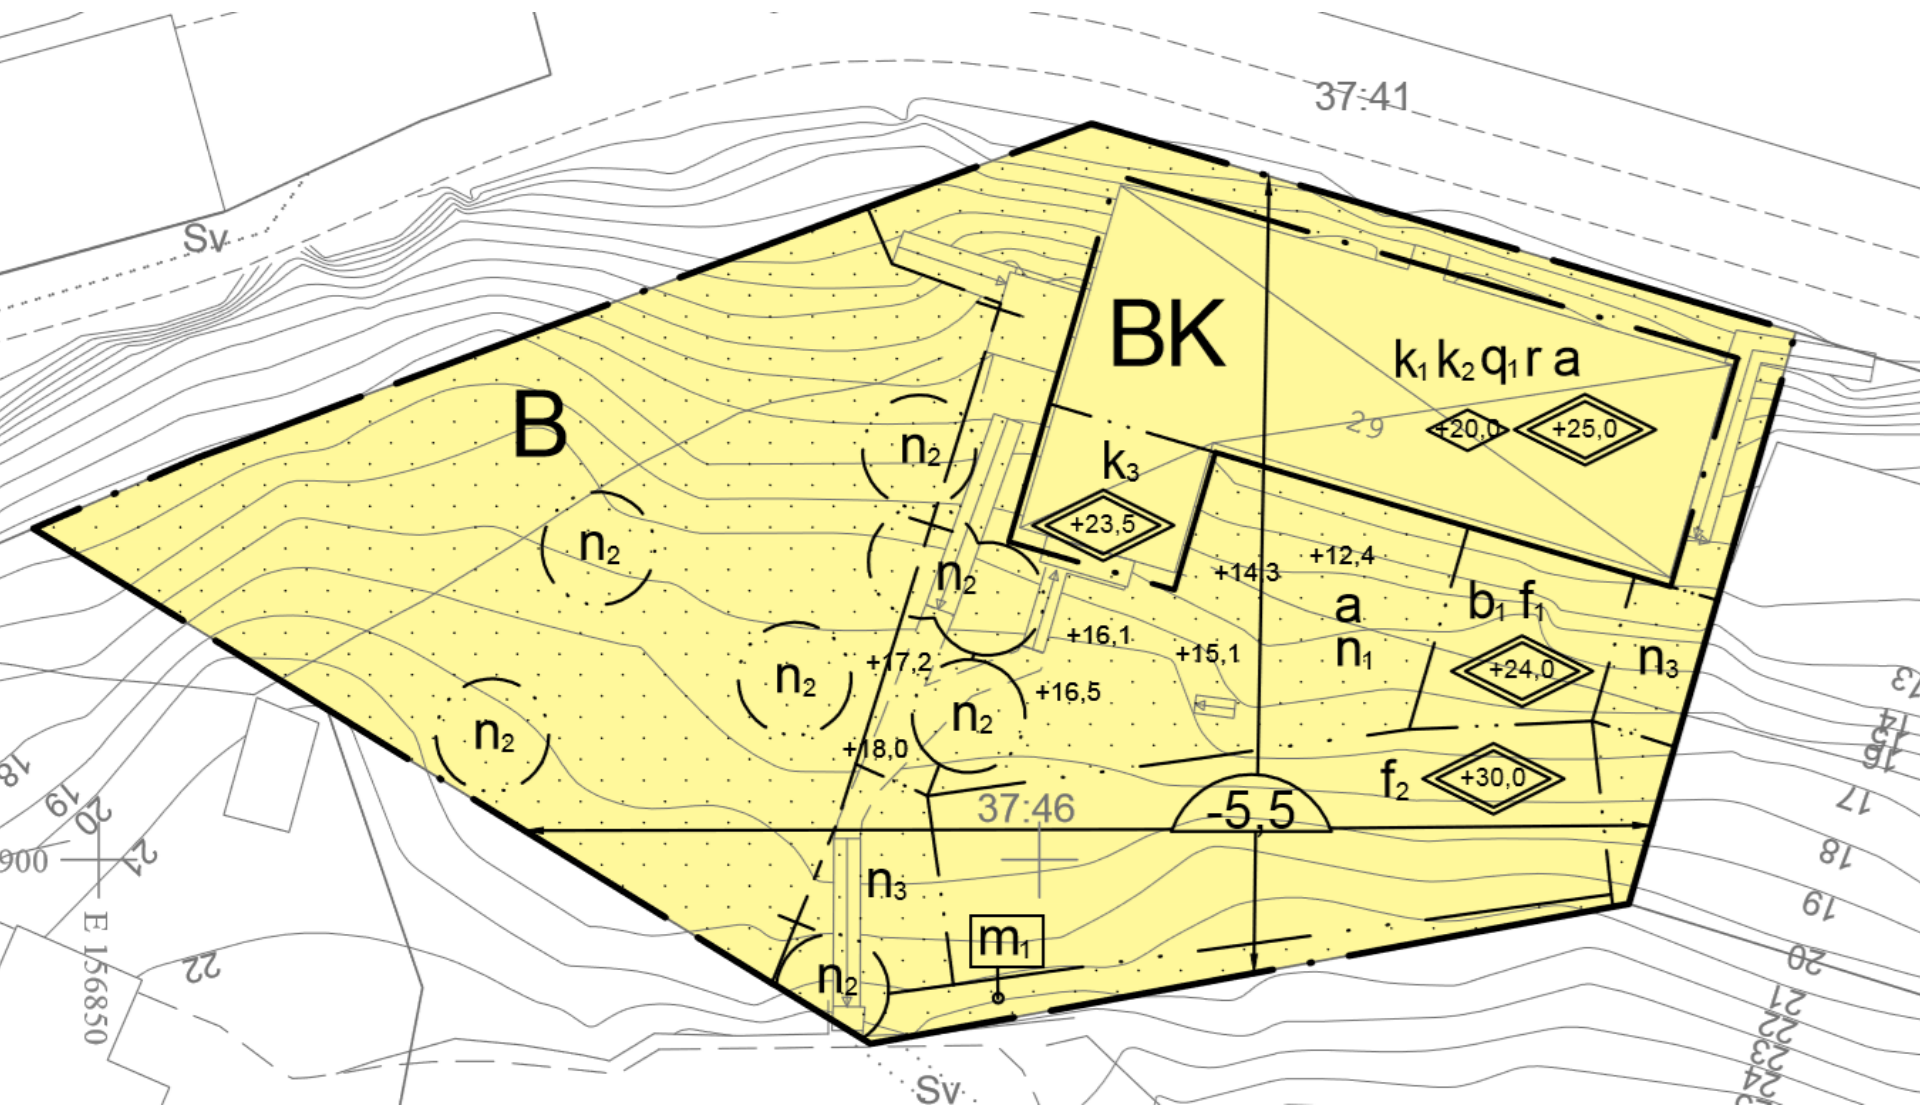 37:41
Sv
BK
k₁ k₂ q₁ r a
B
29
+20,0
+25,0
n₂
k₃
+23,5
n₂
+12,4
+14,3
n₂
a
b₁ f₁
+16,1
+15,1
n₁
n₃
+17,2
+24,0
n₂
+16,5
13
n₂
n₂
14
15
+18,0
16
f₂
+30,0
18
19
20
37:46
-5,5
17
21
900
18
n₃
19
E 156850
m₁
22
n₂
20
21
22
23
24
Sv